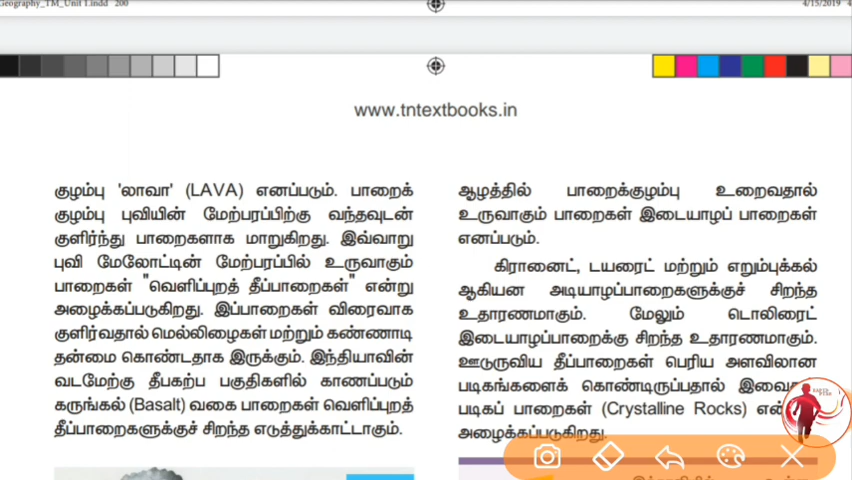 Geography_TM_Unit 1.indd 200
4/15/2019 4
www.tntextbooks.in
குழம்பு 'லாவா' (LAVA) எனப்படும். பாறைக்
குழம்பு புவியின் மேற்பரப்பிற்கு வந்தவுடன்
குளிர்ந்து பாறைகளாக மாறுகிறது. இவ்வாறு
புவி மேலோட்டின் மேற்பரப்பில் உருவாகும்
பாறைகள் "வெளிப்புறத் தீப்பாறைகள்" என்று
அழைக்கப்படுகிறது. இப்பாறைகள் விரைவாக
குளிர்வதால் மெல்லிழைகள் மற்றும் கண்ணாடி
தன்மை கொண்டதாக இருக்கும். இந்தியாவின்
வடமேற்கு தீபகற்ப பகுதிகளில் காணப்படும்
கருங்கல் (Basalt) வகை பாறைகள் வெளிப்புறத்
தீப்பாறைகளுக்குச் சிறந்த எடுத்துக்காட்டாகும்.
ஆழத்தில் பாறைக்குழம்பு உறைவதால்
உருவாகும் பாறைகள் இடையாழப் பாறைகள்
எனப்படும்.
கிரானைட், டயரைட் மற்றும் எறும்புக்கல்
ஆகியன அடியாழப்பாறைகளுக்குச் சிறந்த
உதாரணமாகும். மேலும் டொலிரைட்
இடையாழப்பாறைக்கு சிறந்த உதாரணமாகும்.
ஊடுருவிய தீப்பாறைகள் பெரிய அளவிலான
படிகங்களைக் கொண்டிருப்பதால்
படிகப் பாறைகள் (Crystalline Rocks)
அழைக்கப்படுகிறது.